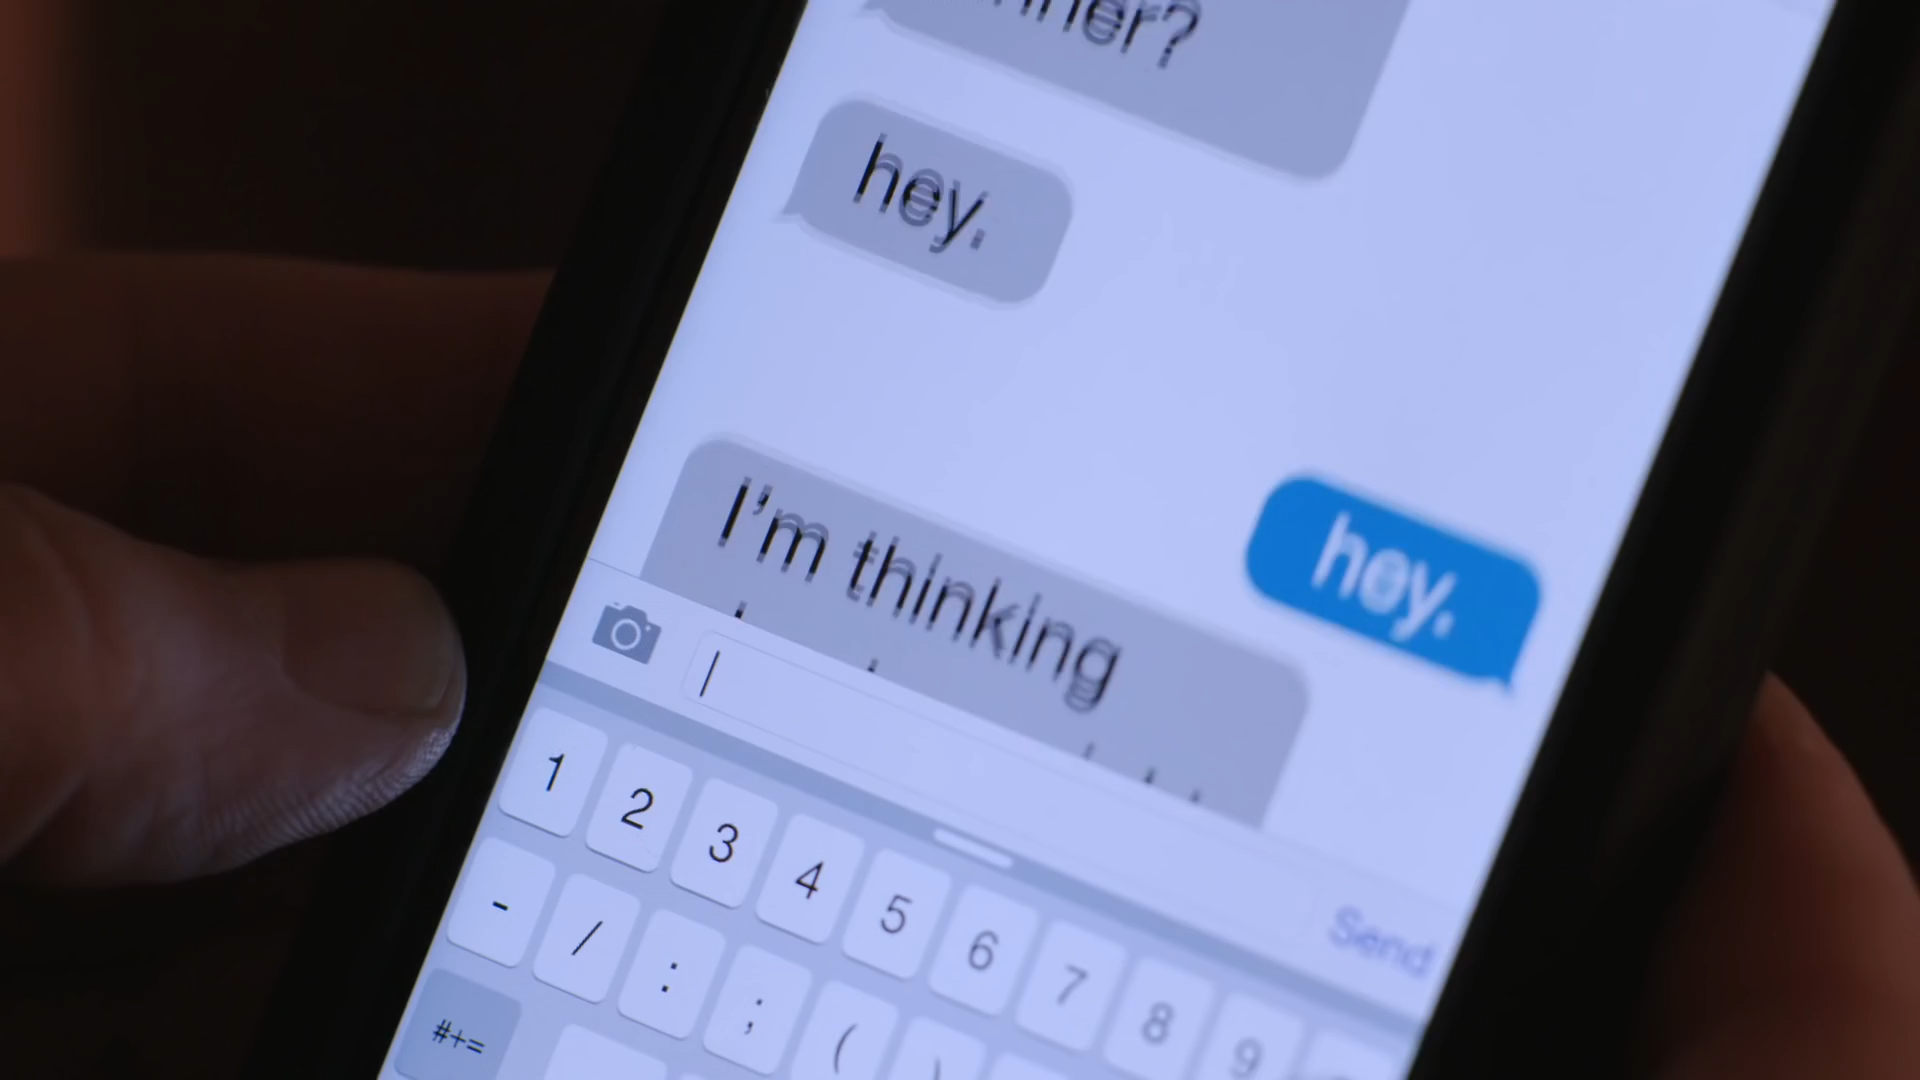 hey.
hey.
I'm thinking
Send
1 2 3 4 5 6 7 8 9
- / : ; (
#+=